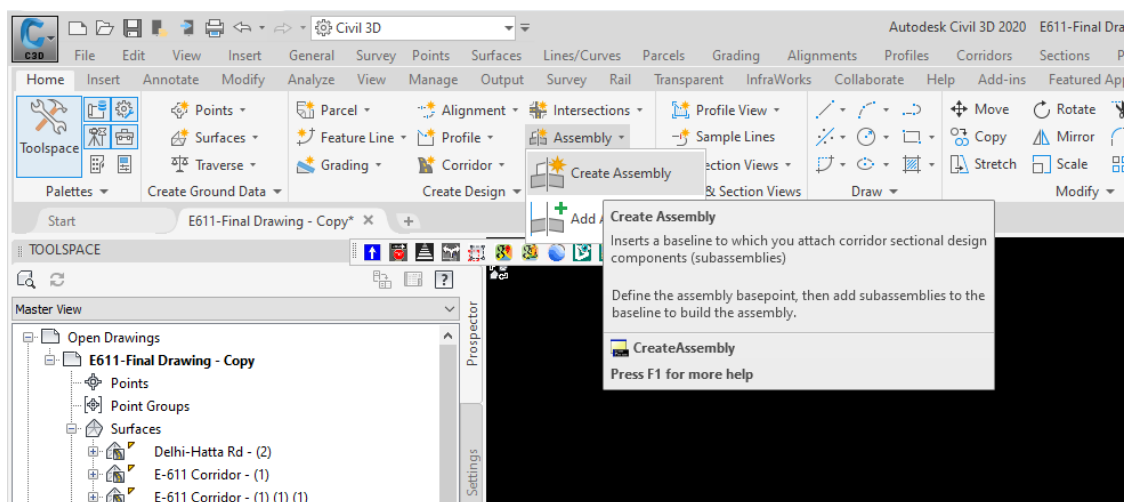 Civil 3D
Autodesk Civil 3D 2020 E611-Final Dra
C3D File Edit View Insert General Survey Points Surfaces Lines/Curves Parcels Grading Alignments Profiles Corridors Sections P
Home Insert Annotate Modify Analyze View Manage Output Survey Rail Transparent InfraWorks Collaborate Help Add-ins Featured App
Points Parcel Alignment Intersections Profile View Move Rotate
Toolspace Surfaces Feature Line Profile Assembly Sample Lines Copy Mirror
Traverse Grading Corridor Create Assembly ection Views Stretch Scale
Palettes Create Ground Data Create Design & Section Views Draw Modify
Start E611-Final Drawing - Copy* Add A
Create Assembly
Inserts a baseline to which you attach corridor sectional design
components (subassemblies)
Define the assembly basepoint, then add subassemblies to the
baseline to build the assembly.
CreateAssembly
Press F1 for more help
TOOLSPACE
Master View
Open Drawings
E611-Final Drawing - Copy
Points
Point Groups
Surfaces
Delhi-Hatta Rd - (2)
E-611 Corridor - (1)
E-611 Corridor - (1) (1) (1)
Prospector
Settings